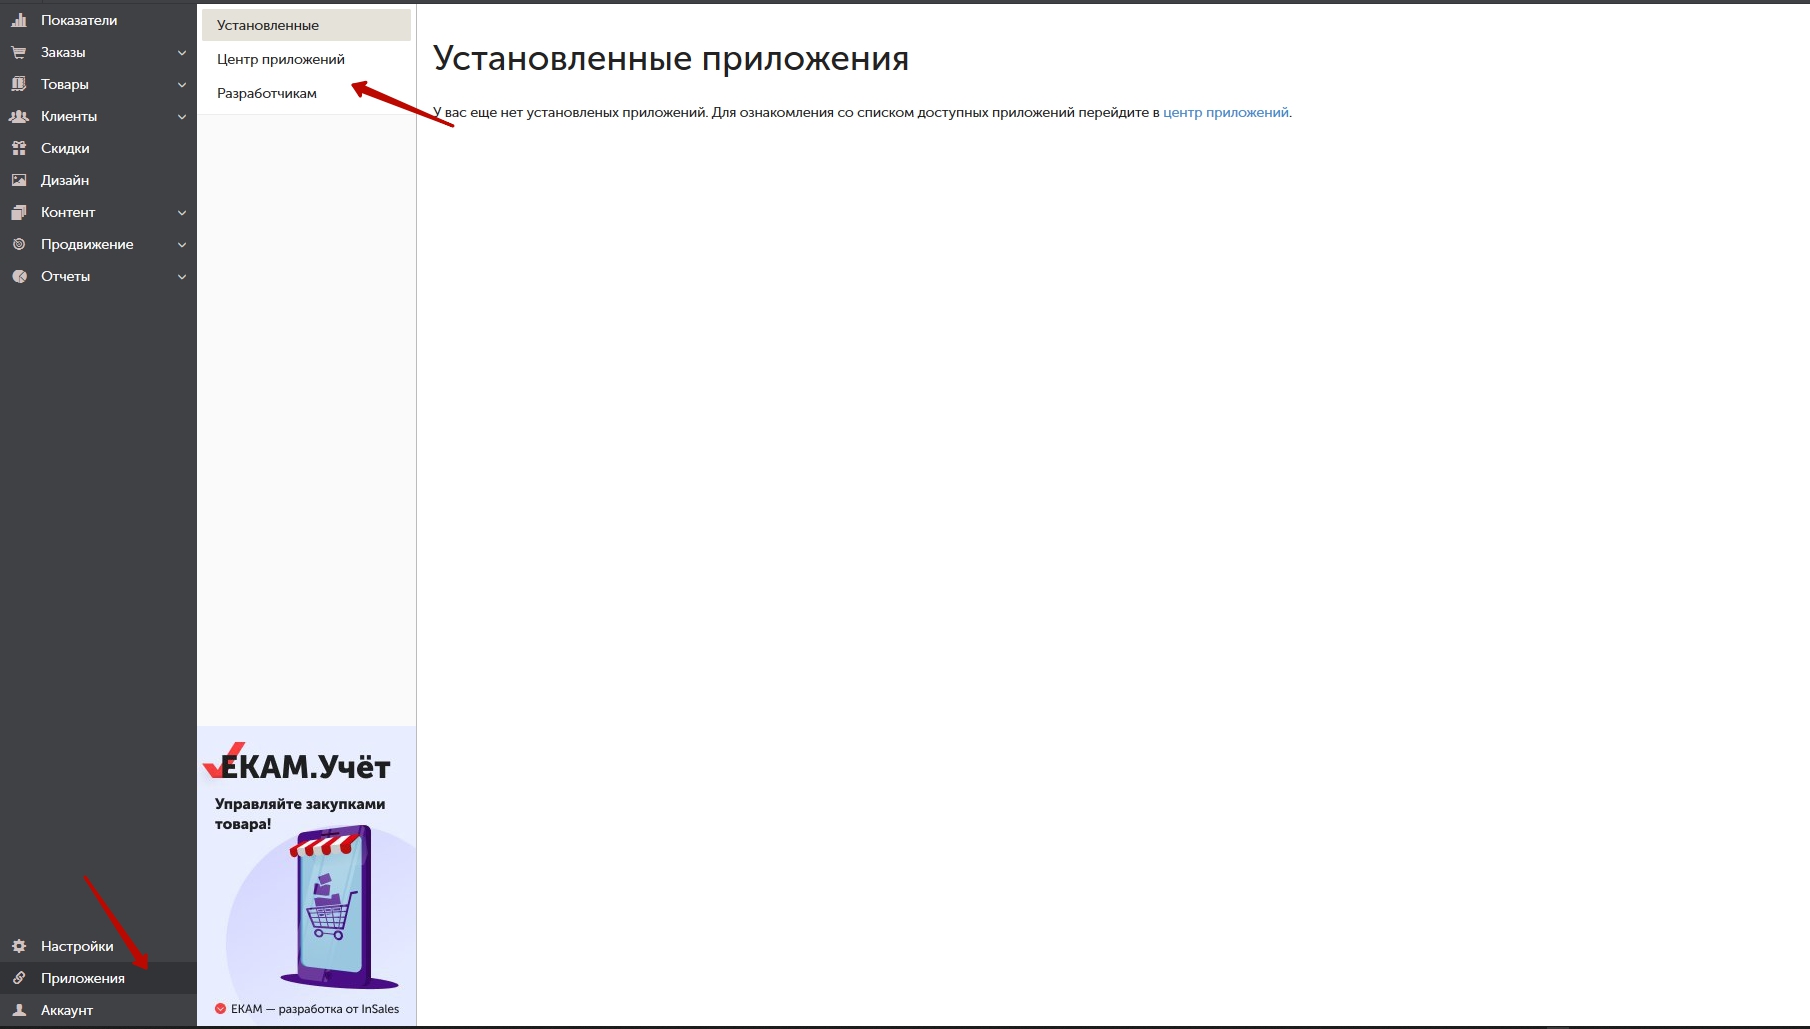 Показатели
Заказы
Товары
Клиенты
Скидки
Дизайн
Контент
Продвижение
Отчеты
Настройки
Приложения
Аккаунт
Установленные
Центр приложений
Разработчикам
ЕКАМ.Учёт
Управляйте закупками
товара!
ЕКАМ — разработка от InSales
Установленные приложения
У вас еще нет установленых приложений. Для ознакомления со списком доступных приложений перейдите в центр приложений.